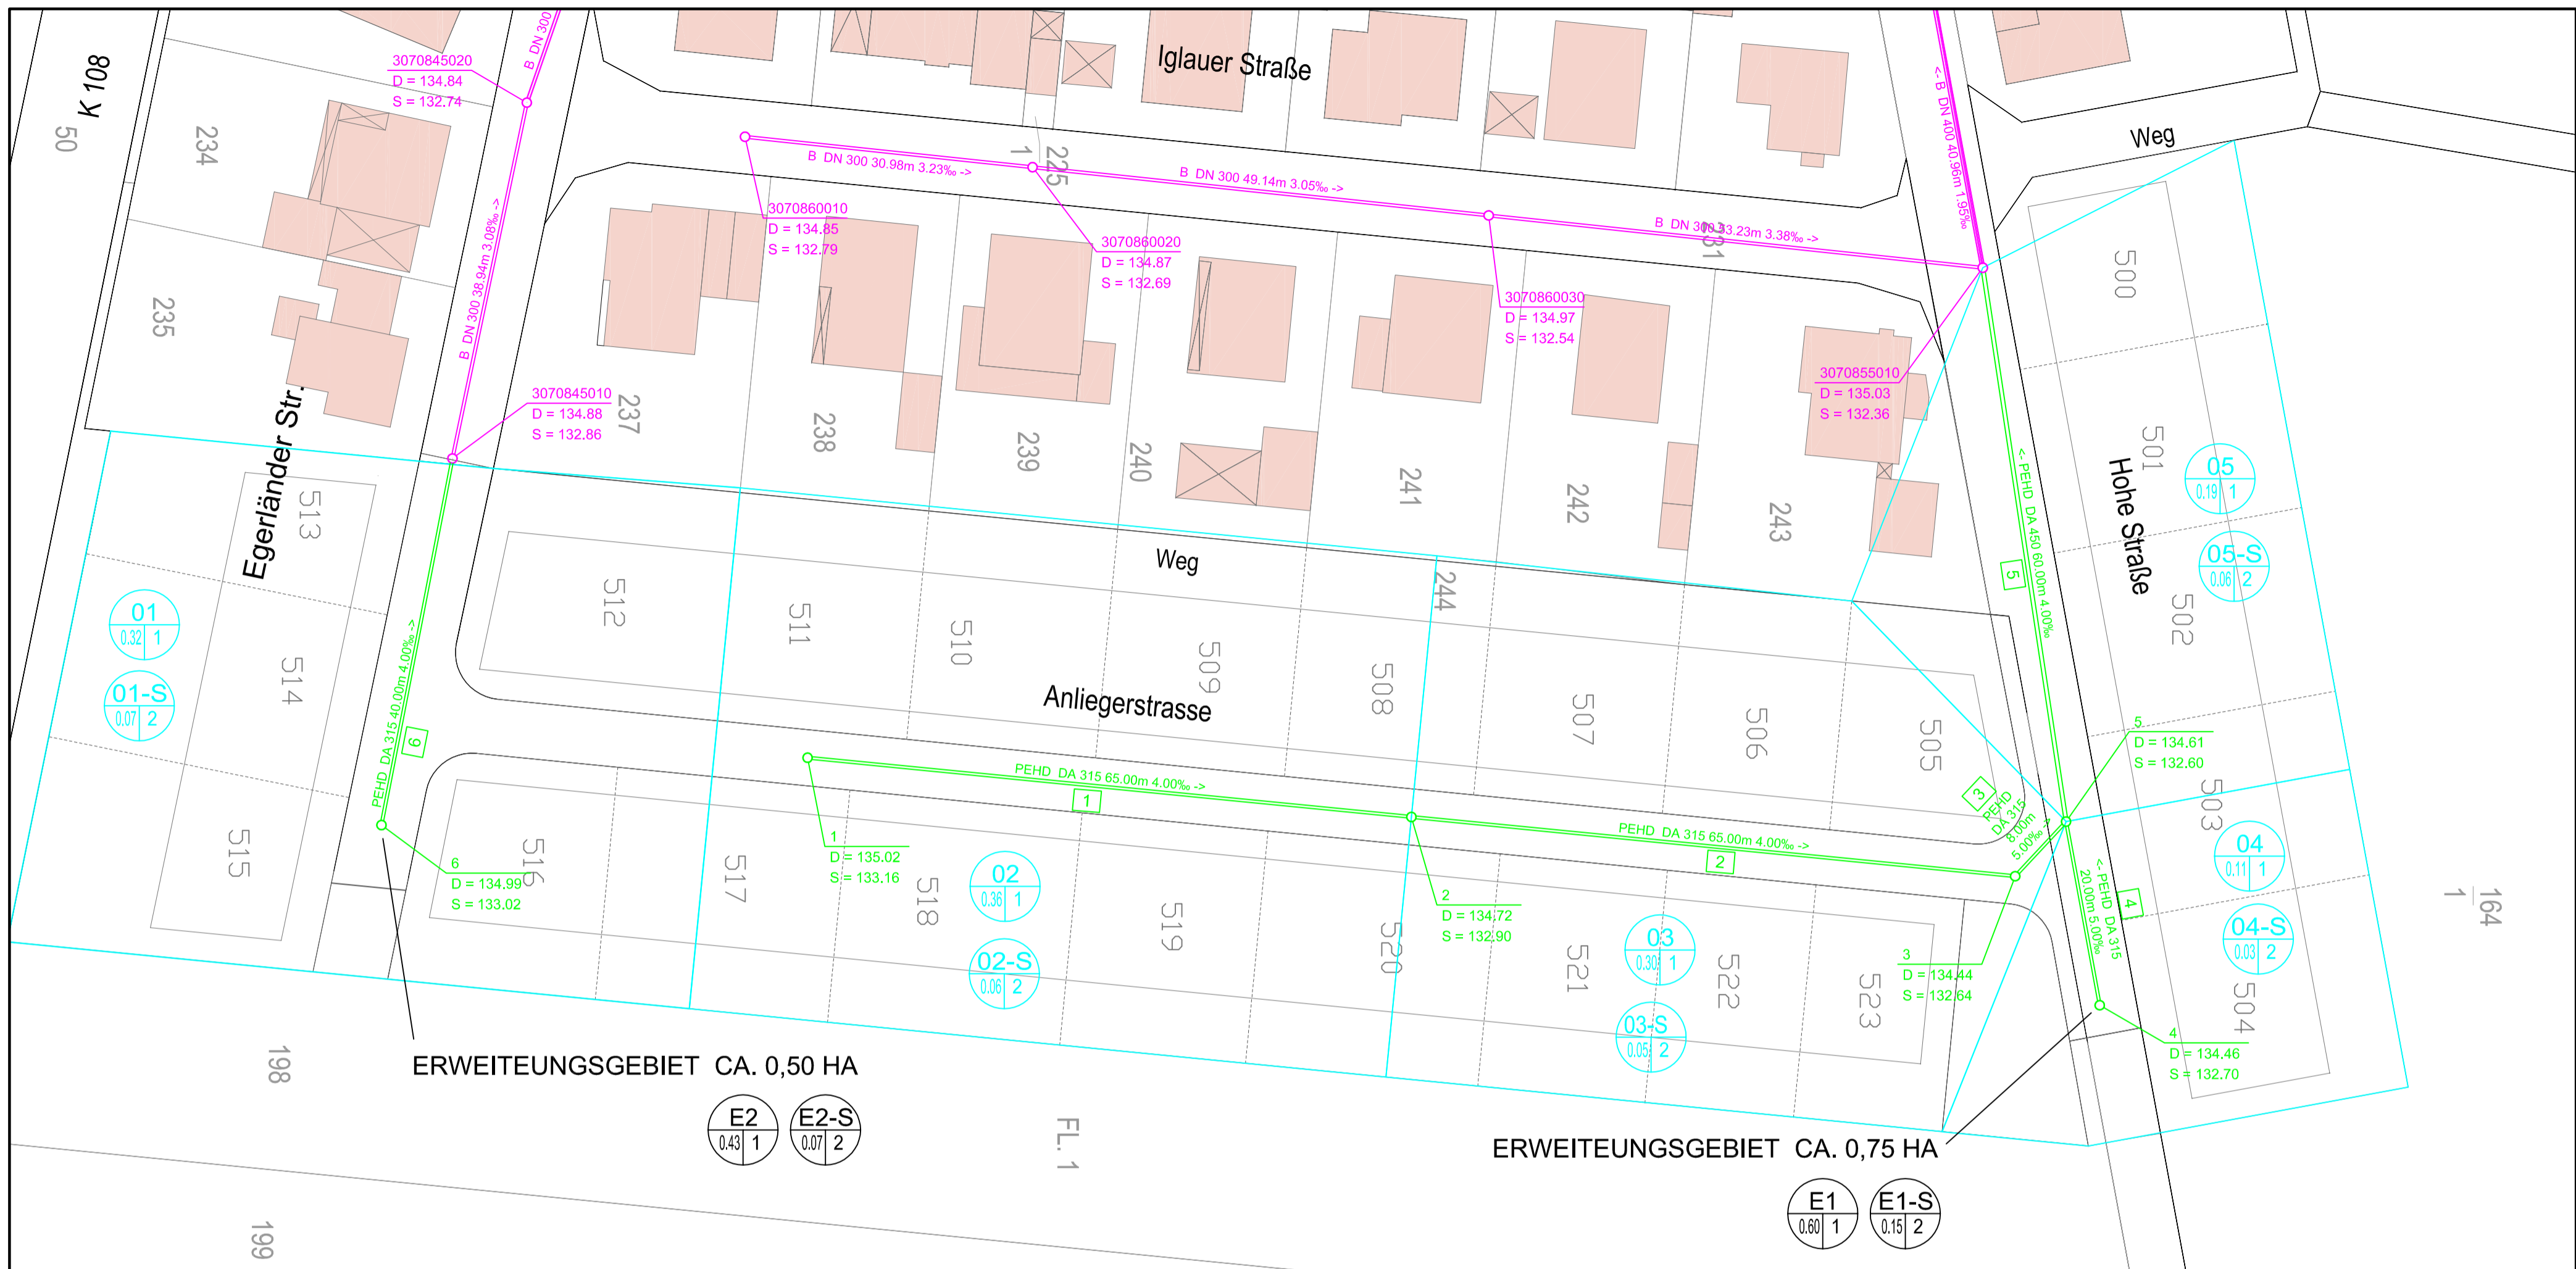 K 108
50
234
235
3070845020
D = 134.84
S = 132.74
B DN 300
B DN 300 38.94m 3.08‰ ->
3070845010
D = 134.88
S = 132.86
Egerländer Str.
Iglauer Straße
B DN 300 30.98m 3.23‰ ->
225
1
B DN 300 49.14m 3.05‰ ->
B DN 300 53.23m 3.38‰ ->
331
3070860010
D = 134.85
S = 132.79
3070860020
D = 134.87
S = 132.69
3070860030
D = 134.97
S = 132.54
3070855010
D = 135.03
S = 132.36
<- B DN 400 40.96m 1.95‰
Weg
237
238
239
240
241
242
243
244
500
501
502
503
504
Hohe Straße
<- PEHD DA 450 60.00m 4.00‰
5
05
0.19 1
05-S
0.06 2
513
514
515
01
0.32 1
01-S
0.07 2
PEHD DA 315 40.00m 4.00‰ ->
6
Weg
512
511
510
509
508
507
506
505
Anliegerstrasse
PEHD DA 315 65.00m 4.00‰ ->
1
PEHD DA 315 65.00m 4.00‰ ->
2
3
PEHD
DA 315
8.00m
5.00‰ ->
5
D = 134.61
S = 132.60
04
0.11 1
04-S
0.03 2
<- PEHD DA 315
20.00m 5.00‰
4
6
D = 134.99
S = 133.02
1
D = 135.02
S = 133.16
2
D = 134.72
S = 132.90
3
D = 134.44
S = 132.64
4
D = 134.46
S = 132.70
516
517
518
519
520
521
522
523
02
0.36 1
02-S
0.06 2
03
0.30 1
03-S
0.05 2
164
1
198
199
FL. 1
ERWEITEUNGSGEBIET CA. 0,50 HA
E2
0.43 1
E2-S
0.07 2
ERWEITEUNGSGEBIET CA. 0,75 HA
E1
0.60 1
E1-S
0.15 2